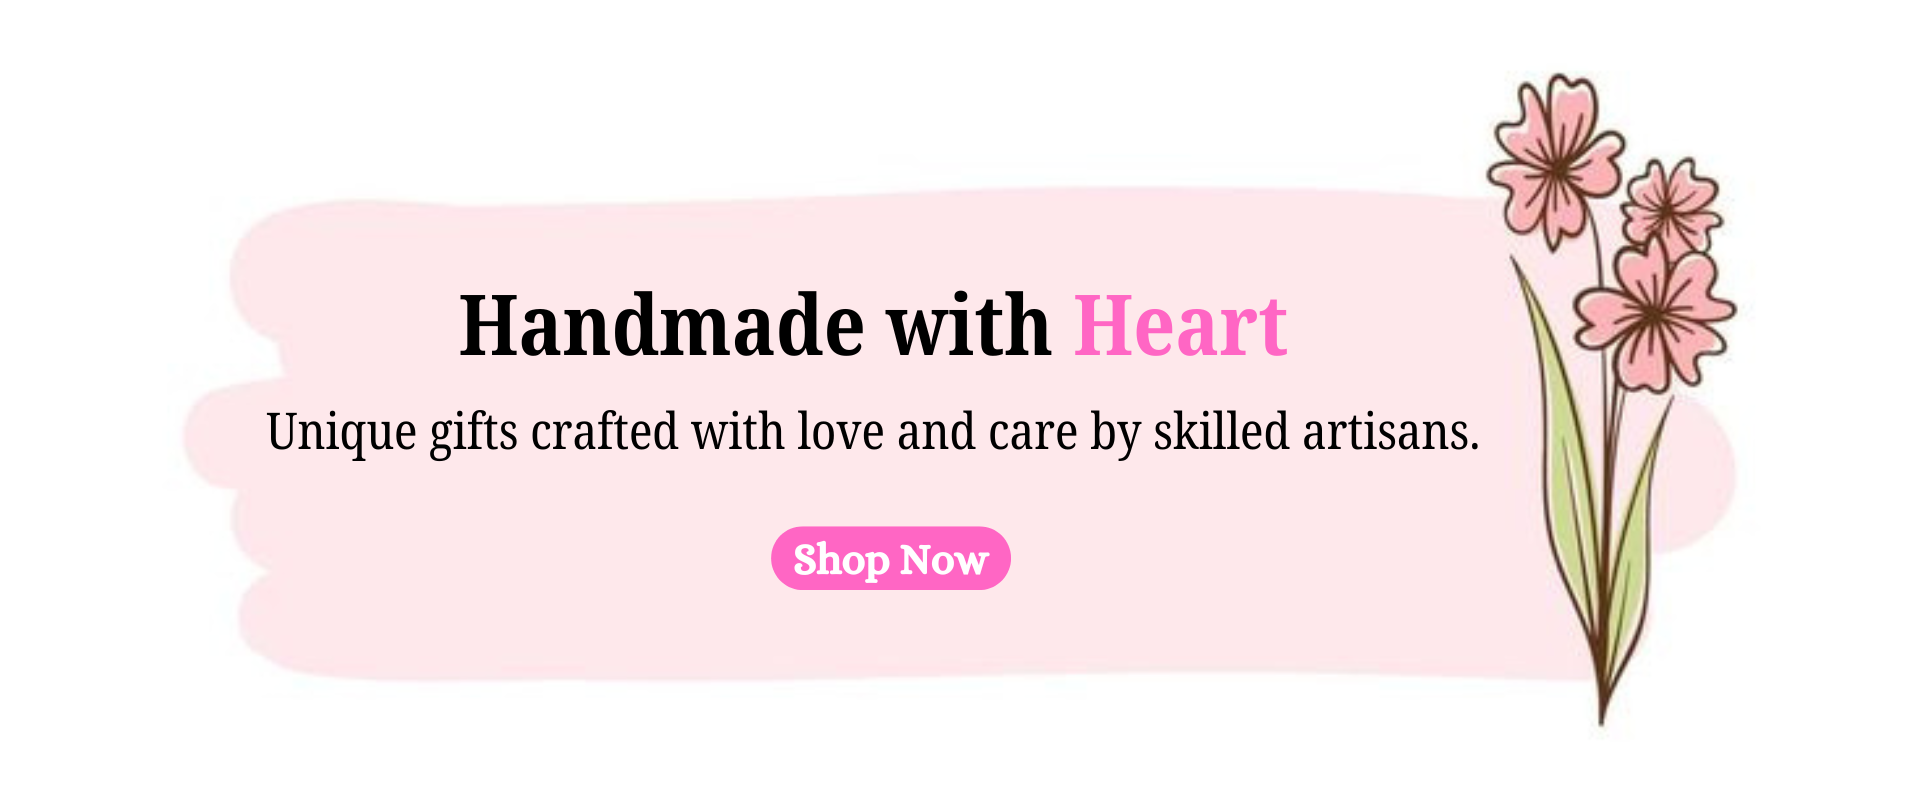 Handmade with Heart
Unique gifts crafted with love and care by skilled artisans.
Shop Now